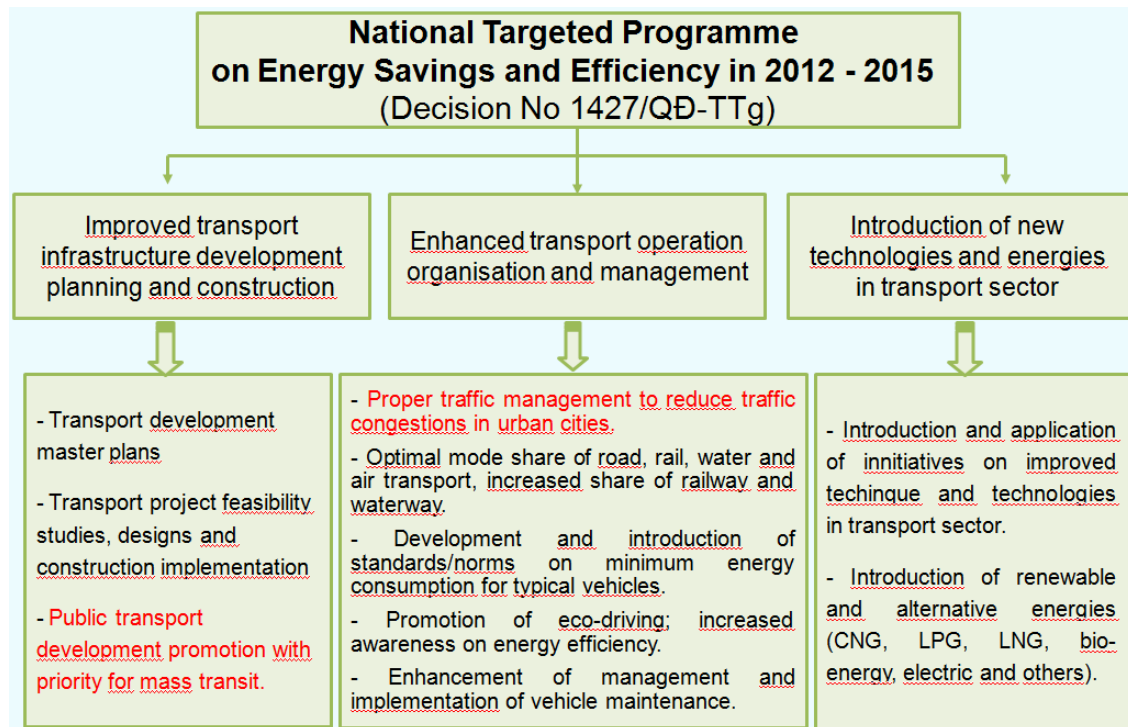 National Targeted Programme
on Energy Savings and Efficiency in 2012 - 2015
(Decision No 1427/QĐ-TTg)
Improved transport
infrastructure development
planning and construction
Enhanced transport operation
organisation and management
Introduction of new
technologies and energies
in transport sector
- Transport development
master plans
- Transport project feasibility
studies, designs and
construction implementation
- Public transport
development promotion with
priority for mass transit.
- Proper traffic management to reduce traffic
congestions in urban cities.
- Optimal mode share of road, rail, water and
air transport, increased share of railway and
waterway.
- Development and introduction of
standards/norms on minimum energy
consumption for typical vehicles.
- Promotion of eco-driving; increased
awareness on energy efficiency.
- Enhancement of management and
implementation of vehicle maintenance.
- Introduction and application
of innitiatives on improved
techinque and technologies
in transport sector.
- Introduction of renewable
and alternative energies
(CNG, LPG, LNG, bio-
energy, electric and others).